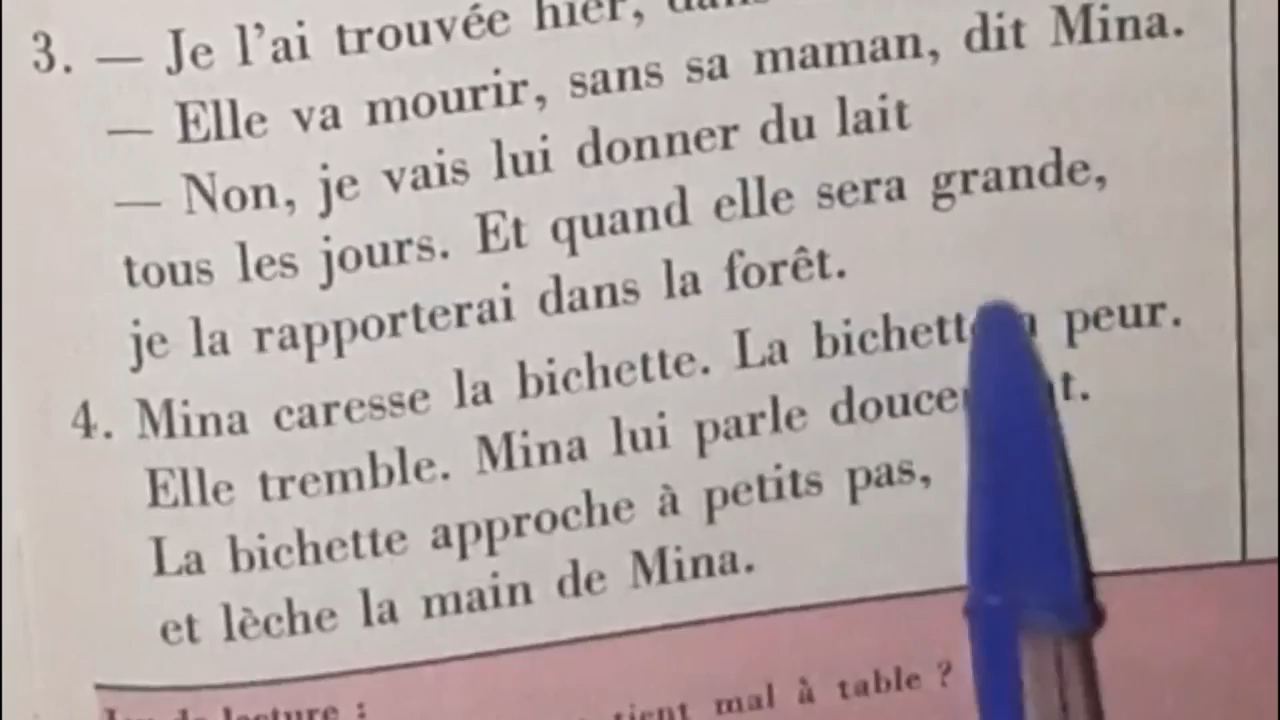 3. — Je l'ai trouvée hier,
— Elle va mourir, sans sa maman, dit Mina.
— Non, je vais lui donner du lait
tous les jours. Et quand elle sera grande,
je la rapporterai dans la forêt.
4. Mina caresse la bichette. La bichette a peur.
Elle tremble. Mina lui parle
La bichette approche à petits pas,
et lèche la main de Mina.
lecture :
tient mal à table ?